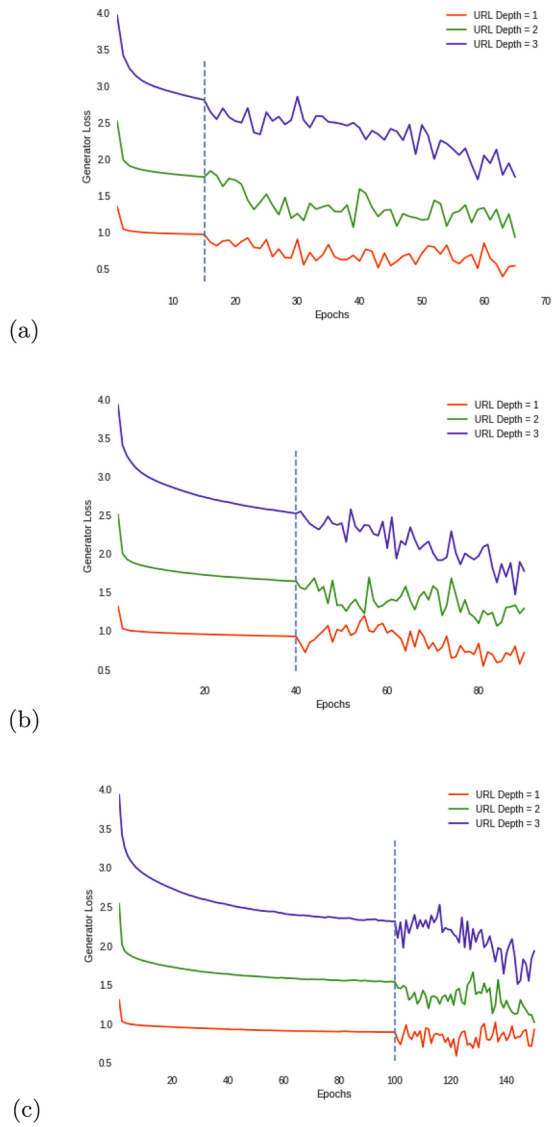 4.0
3.5
3.0
2.5
2.0
1.5
1.0
0.5
Generator Loss
URL Depth = 1
URL Depth = 2
URL Depth = 3
10 20 30 40 50 60 70
Epochs
(a)
4.0
3.5
3.0
2.5
2.0
1.5
1.0
0.5
Generator Loss
URL Depth = 1
URL Depth = 2
URL Depth = 3
20 40 60 80
Epochs
(b)
4.0
3.5
4.0
3.0
2.5
2.0
1.5
1.0
0.5
Generator Loss
URL Depth = 1
URL Depth = 2
URL Depth = 3
20 40 60 80 100 120 140
Epochs
(c)